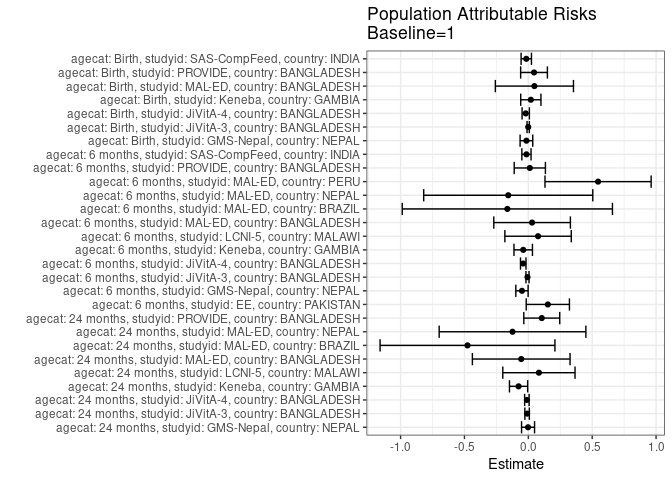 Population Attributable Risks
Baseline=1
agecat: Birth, studyid: SAS-CompFeed, country: INDIA
agecat: Birth, studyid: PROVIDE, country: BANGLADESH
agecat: Birth, studyid: MAL-ED, country: BANGLADESH
agecat: Birth, studyid: Keneba, country: GAMBIA
agecat: Birth, studyid: JiVitA-4, country: BANGLADESH
agecat: Birth, studyid: JiVitA-3, country: BANGLADESH
agecat: Birth, studyid: GMS-Nepal, country: NEPAL
agecat: 6 months, studyid: SAS-CompFeed, country: INDIA
agecat: 6 months, studyid: PROVIDE, country: BANGLADESH
agecat: 6 months, studyid: MAL-ED, country: PERU
agecat: 6 months, studyid: MAL-ED, country: NEPAL
agecat: 6 months, studyid: MAL-ED, country: BRAZIL
agecat: 6 months, studyid: MAL-ED, country: BANGLADESH
agecat: 6 months, studyid: LCNI-5, country: MALAWI
agecat: 6 months, studyid: Keneba, country: GAMBIA
agecat: 6 months, studyid: JiVitA-4, country: BANGLADESH
agecat: 6 months, studyid: JiVitA-3, country: BANGLADESH
agecat: 6 months, studyid: GMS-Nepal, country: NEPAL
agecat: 6 months, studyid: EE, country: PAKISTAN
agecat: 24 months, studyid: PROVIDE, country: BANGLADESH
agecat: 24 months, studyid: MAL-ED, country: NEPAL
agecat: 24 months, studyid: MAL-ED, country: BRAZIL
agecat: 24 months, studyid: MAL-ED, country: BANGLADESH
agecat: 24 months, studyid: LCNI-5, country: MALAWI
agecat: 24 months, studyid: Keneba, country: GAMBIA
agecat: 24 months, studyid: JiVitA-4, country: BANGLADESH
agecat: 24 months, studyid: JiVitA-3, country: BANGLADESH
agecat: 24 months, studyid: GMS-Nepal, country: NEPAL
-1.0 -0.5 0.0 0.5 1.0
Estimate